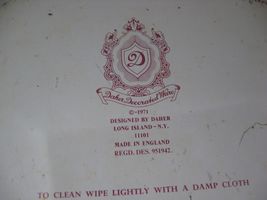 D
Daher Decorated Ware
©-1971
DESIGNED BY DAHER
LONG ISLAND-N.Y.
11101
MADE IN ENGLAND
REGD. DES. 951942.
TO CLEAN WIPE LIGHTLY WITH A DAMP CLOTH